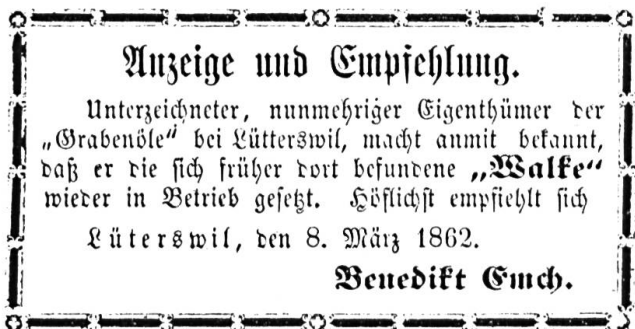 Anzeige und Empfehlung.
Unterzeichneter, nunmehriger Eigenthümer der
„Grabenöle“ bei Lütterswil, macht anmit bekannt,
daß er die sich früher dort befundene „Walke“
wieder in Betrieb gesetzt. Höflichst empfiehlt sich
Lüterswil, den 8. März 1862.
Benedikt Emch.